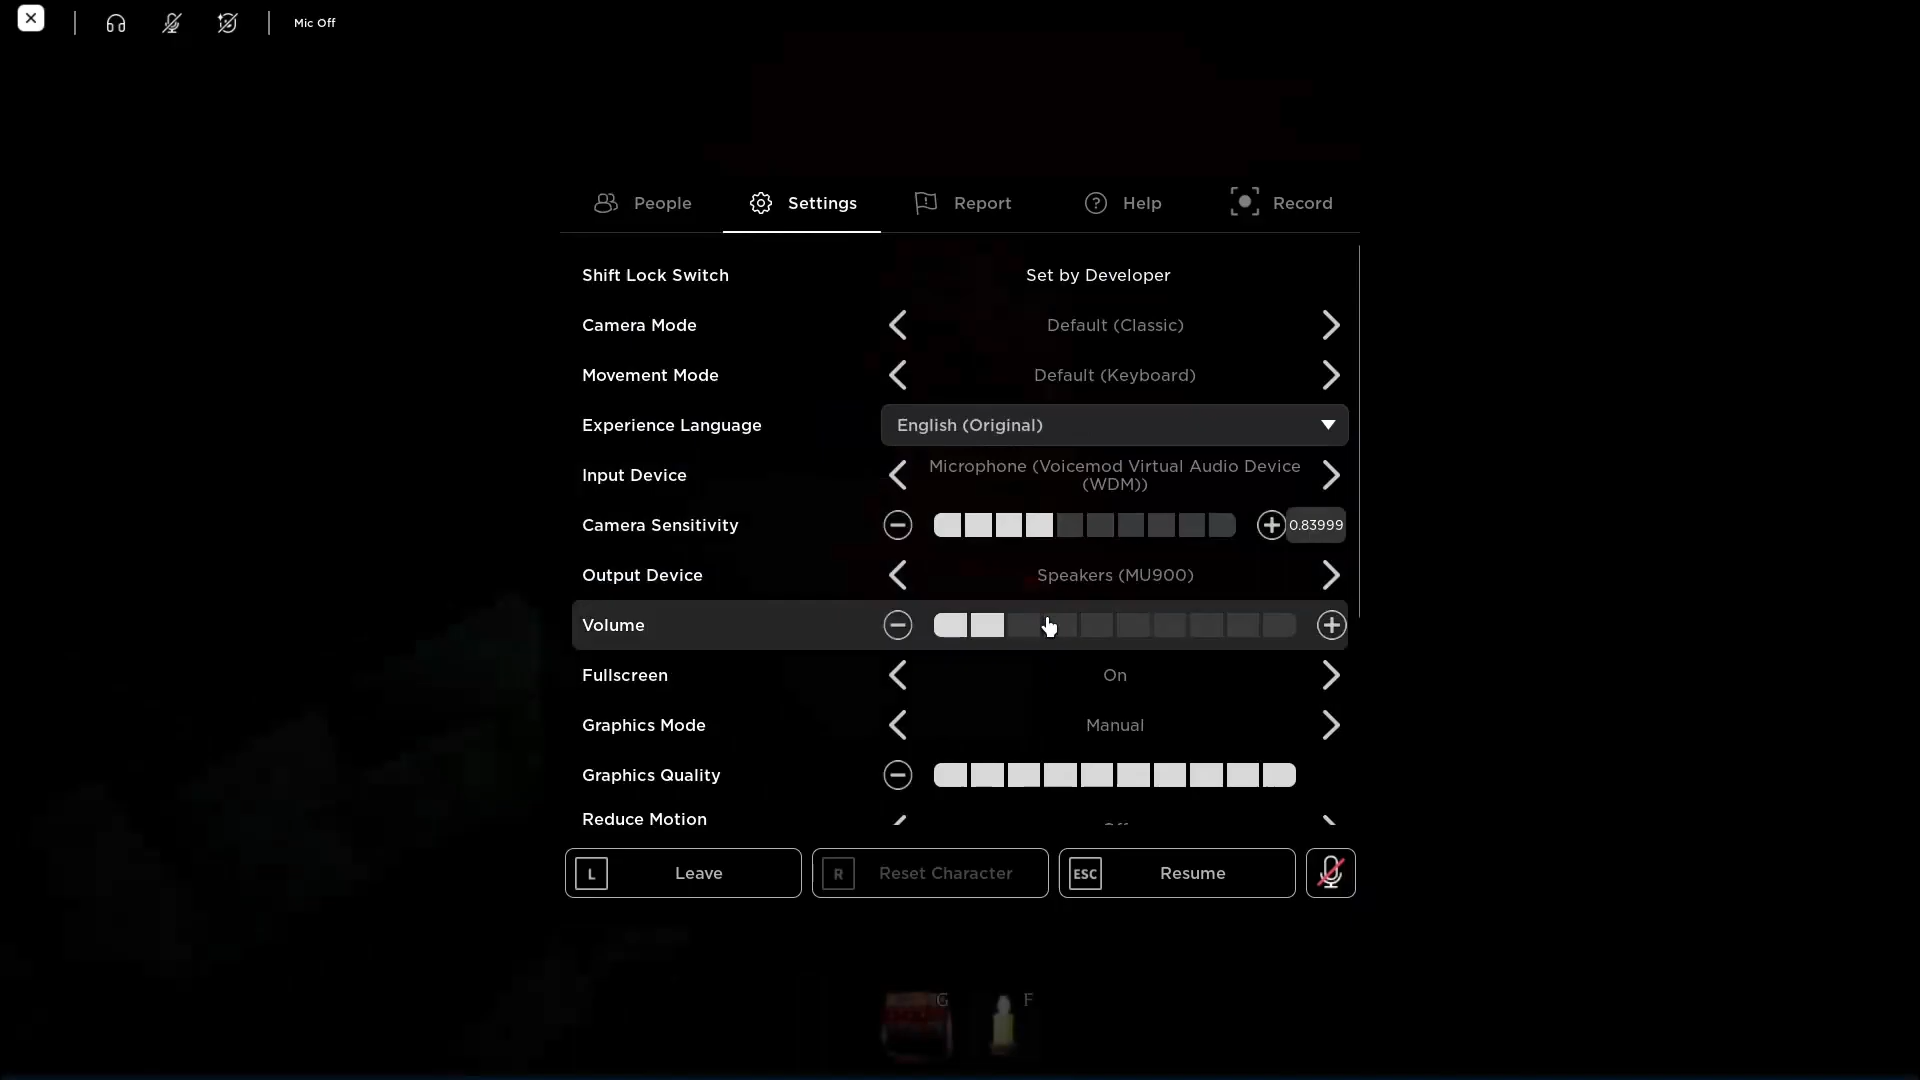 Mic Off
People
Settings
Report
Help
Record
Shift Lock Switch
Set by Developer
Camera Mode
Default (Classic)
Movement Mode
Default (Keyboard)
Experience Language
English (Original)
Input Device
Microphone (Voicemod Virtual Audio Device
(WDM))
Camera Sensitivity
0.83999
Output Device
Speakers (MU900)
Volume
Fullscreen
On
Graphics Mode
Manual
Graphics Quality
Reduce Motion
Off
L
Leave
R
Reset Character
ESC
Resume
G
F